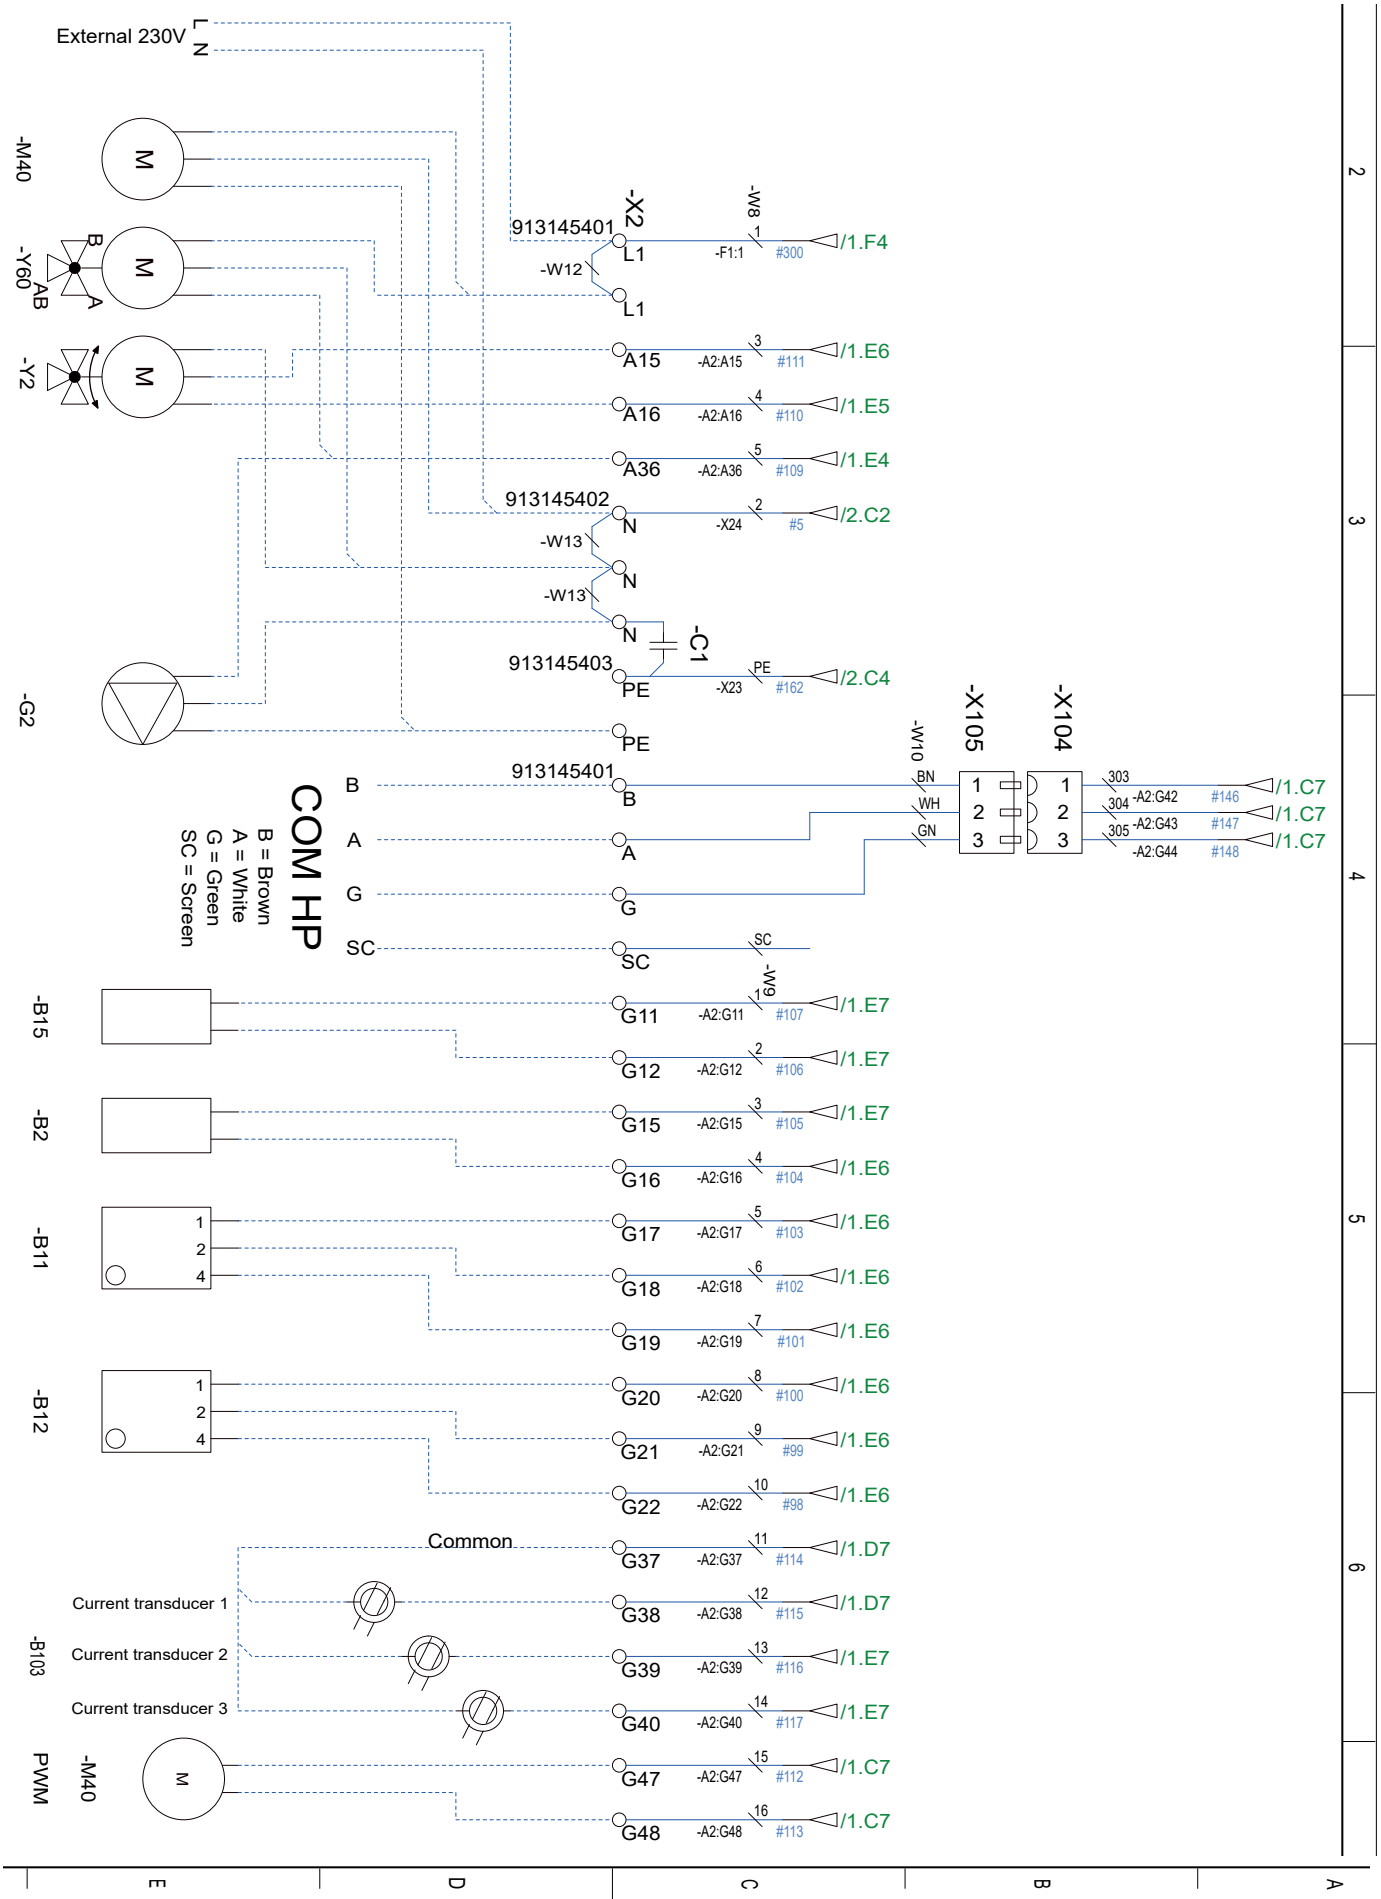 External 230V L
N
2
-M40
M
-X2
-W8
913145401
L1
1
-F1:1
#300
/1.F4
B
-Y60
AB
A
M
-W12
L1
-Y2
M
A15
3
-A2:A15
#111
/1.E6
A16
4
-A2:A16
#110
/1.E5
A36
5
-A2:A36
#109
/1.E4
913145402
N
2
-X24
#5
/2.C2
3
-W13
N
-W13
N
-C1
913145403
PE
PE
-X23
#162
/2.C4
-G2
PE
-W10
-X105
-X104
B
913145401
B
BN
1
1
303
-A2:G42
#146
/1.C7
A
A
WH
2
2
304
-A2:G43
#147
/1.C7
GN
3
3
305
-A2:G44
#148
/1.C7
G
G
4
SC
SC
SC
COM HP
B = Brown
A = White
G = Green
SC = Screen
-W9
-B15
G11
1
-A2:G11
#107
/1.E7
G12
2
-A2:G12
#106
/1.E7
-B2
G15
3
-A2:G15
#105
/1.E7
G16
4
-A2:G16
#104
/1.E6
-B11
1
2
4
G17
5
-A2:G17
#103
/1.E6
5
G18
6
-A2:G18
#102
/1.E6
G19
7
-A2:G19
#101
/1.E6
-B12
1
2
4
G20
8
-A2:G20
#100
/1.E6
G21
9
-A2:G21
#99
/1.E6
G22
10
-A2:G22
#98
/1.E6
Common
G37
11
-A2:G37
#114
/1.D7
6
Current transducer 1
G38
12
-A2:G38
#115
/1.D7
-B103
Current transducer 2
G39
13
-A2:G39
#116
/1.E7
Current transducer 3
G40
14
-A2:G40
#117
/1.E7
PWM
-M40
M
G47
15
-A2:G47
#112
/1.C7
G48
16
-A2:G48
#113
/1.C7
E
D
C
B
A